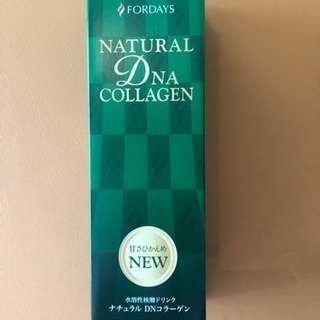 FORDAYS
NATURAL
DNA
COLLAGEN
甘さひかえめ
NEW
水溶性核酸ドリンク
ナチュラル DNコラーゲン